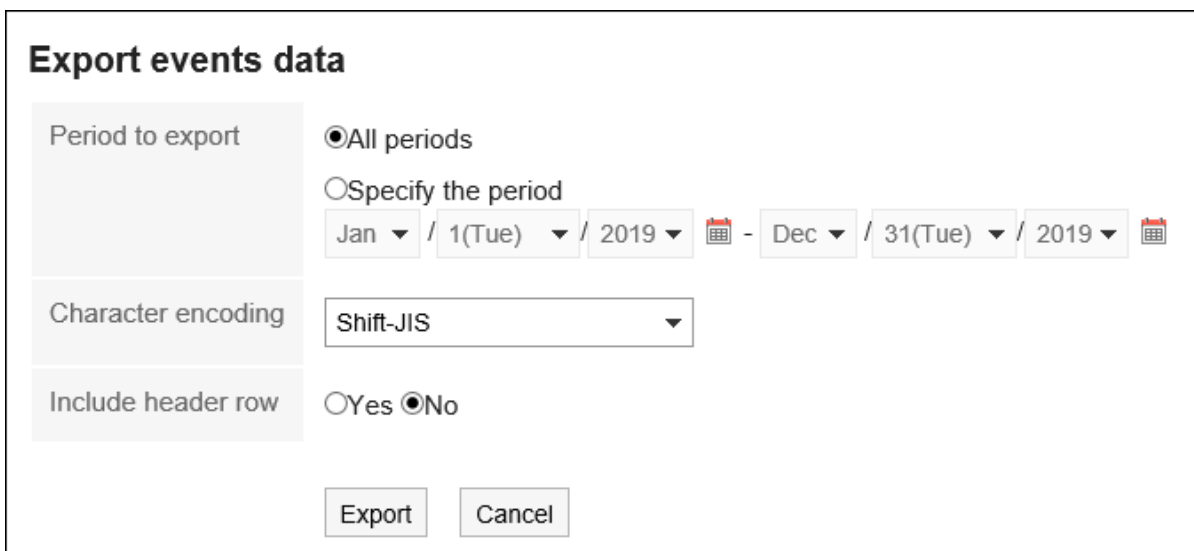 Export events data
Period to export
All periods
Specify the period
Jan / 1(Tue) / 2019 - Dec / 31(Tue) / 2019
Character encoding
Shift-JIS
Include header row
Yes No
Export Cancel